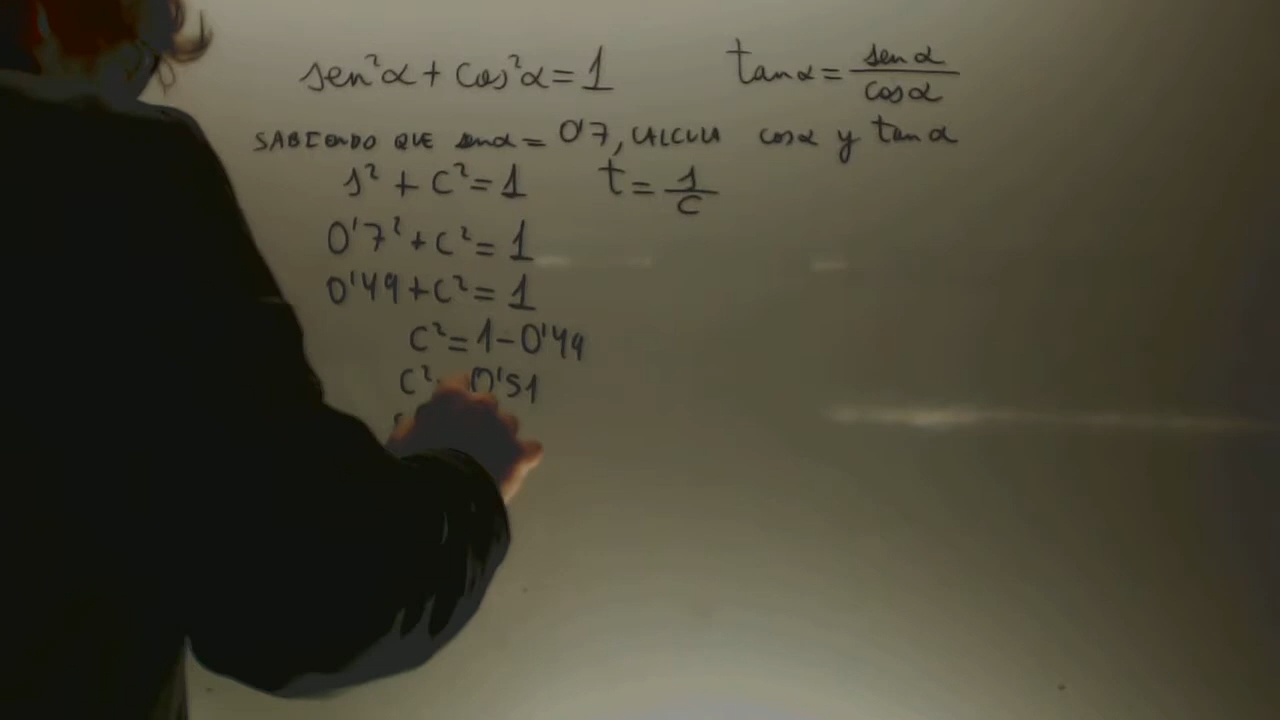 sen²α + cos²α = 1 tanα = senα / cosα
SABIENDO QUE senα = 0'7, CALCULA cosα y tanα
s² + c² = 1 t = s / c
0'7² + c² = 1
0'49 + c² = 1
c² = 1 - 0'49
c² 0'51